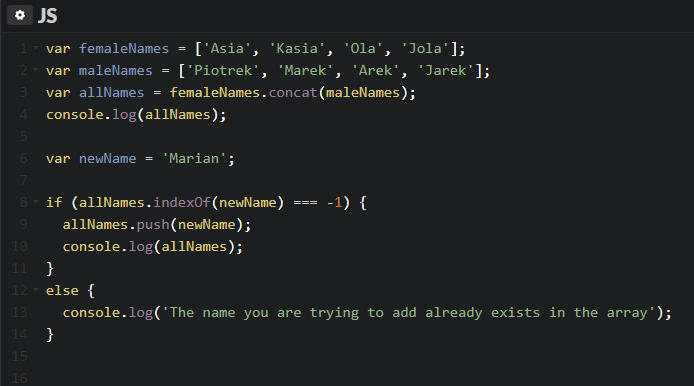 JS
1 var femaleNames = ['Asia', 'Kasia', 'Ola', 'Jola'];
2 var maleNames = ['Piotrek', 'Marek', 'Arek', 'Jarek'];
3 var allNames = femaleNames.concat(maleNames);
4 console.log(allNames);
5
6 var newName = 'Marian';
7
8 if (allNames.indexOf(newName) === -1) {
9   allNames.push(newName);
10   console.log(allNames);
11 }
12 else {
13   console.log('The name you are trying to add already exists in the array');
14 }
15
16